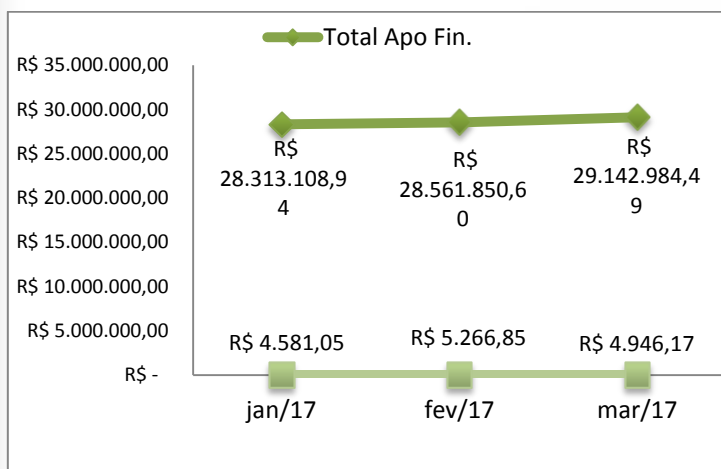 Total Apo Fin.
R$ 35.000.000,00
R$ 30.000.000,00
R$ 25.000.000,00
R$ 20.000.000,00
R$ 15.000.000,00
R$ 10.000.000,00
R$ 5.000.000,00
R$ -
R$
28.313.108,9
4
R$
28.561.850,6
0
R$
29.142.984,4
9
R$ 4.581,05
R$ 5.266,85
R$ 4.946,17
jan/17
fev/17
mar/17